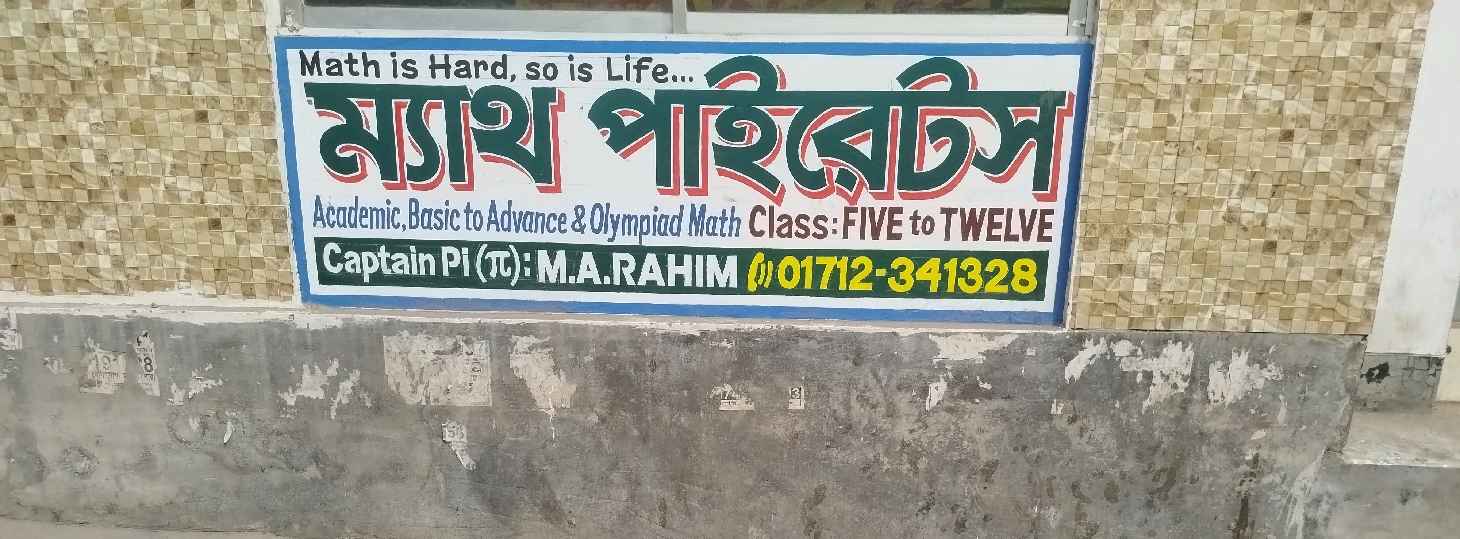 Math is Hard, so is Life...
ম্যাথ পাইরেটস
Academic, Basic to Advance & Olympiad Math Class: FIVE to TWELVE
Captain Pi (π): M.A.RAHIM 01712-341328